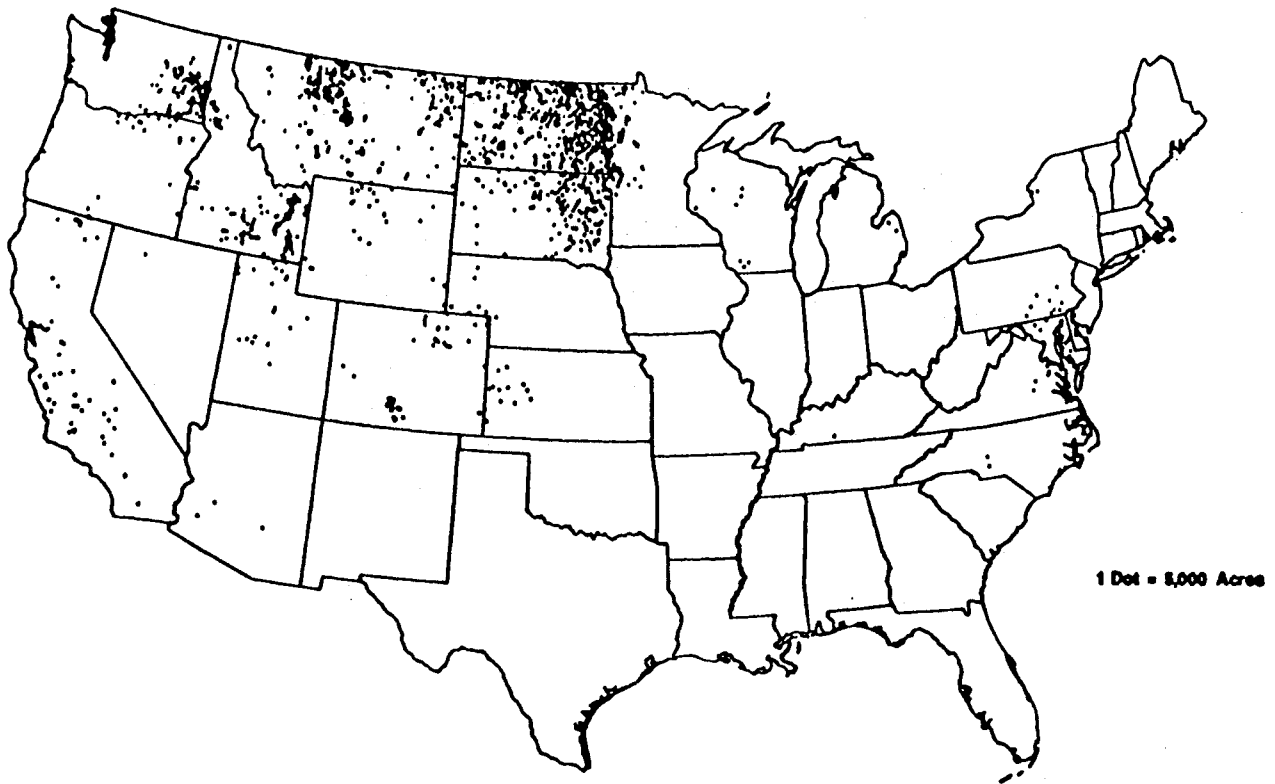 1 Dot = 5,000 Acres